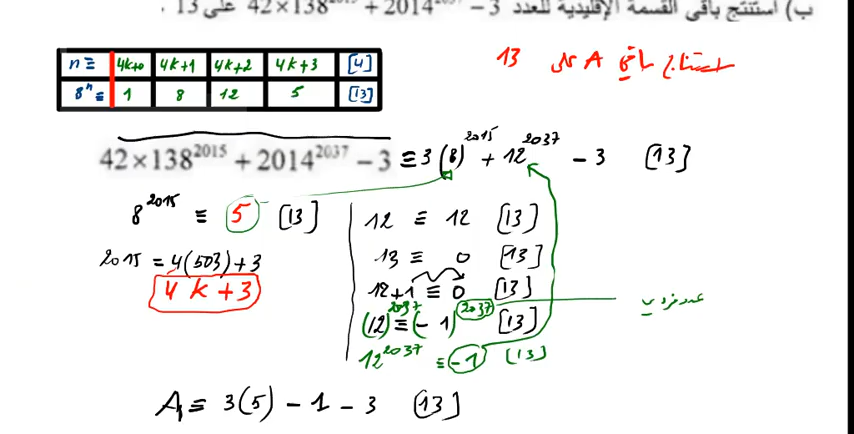 ب) استنتج باقي القسمة الإقليدية للعدد 42×138^2015 + 2014^2037 − 3 على 13 .
استنتاج باقي A على 13
n ≡ 4k+0 4k+1 4k+2 4k+3 [4]
8^n ≡ 1 8 12 5 [13]
42×138^2015 + 2014^2037 − 3 ≡ 3(8)^2015 + 12^2037 − 3 [13]
8^2015 ≡ 5 [13]
2015 = 4(503)+3
4k+3
12 ≡ 12 [13]
13 ≡ 0 [13]
12+1 ≡ 0 [13]
(12)^2037 ≡ (−1)^2037 [13] عدد فردي
12^2037 ≡ −1 [13]
A ≡ 3(5) − 1 − 3 [13]